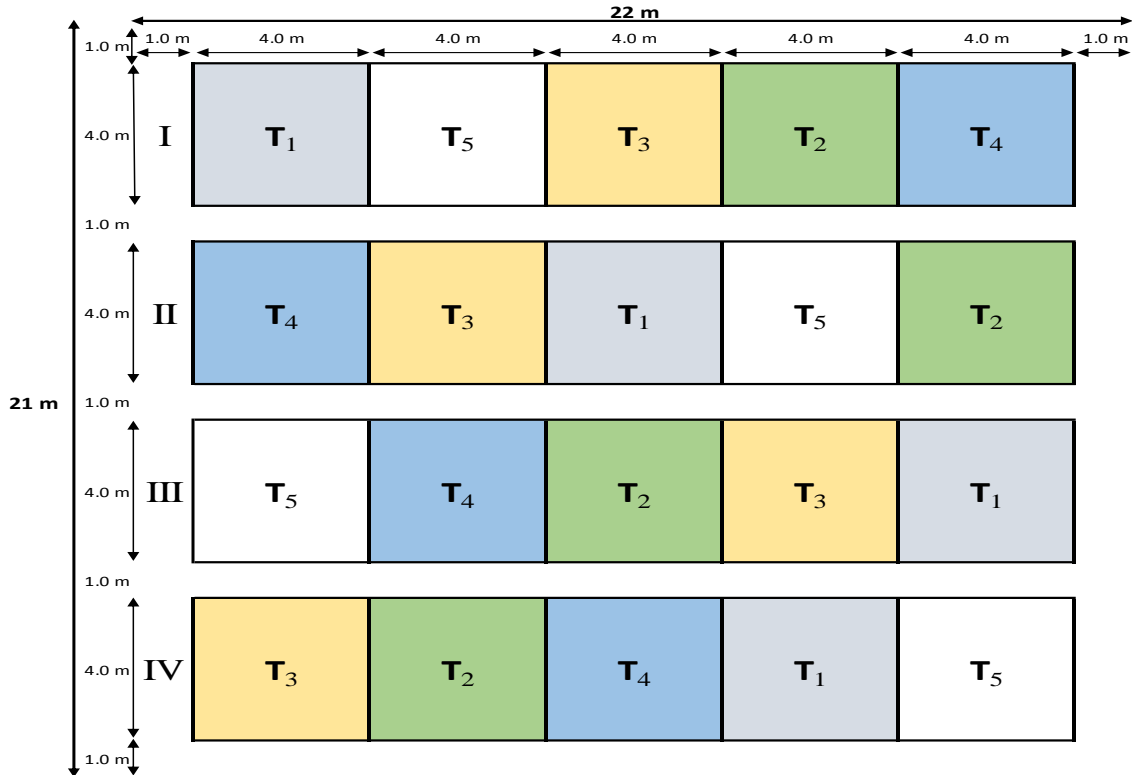 22 m
1.0 m 1.0 m 4.0 m 4.0 m 4.0 m 4.0 m 4.0 m 1.0 m
4.0 m I T₁ T₅ T₃ T₂ T₄
1.0 m
4.0 m II T₄ T₃ T₁ T₅ T₂
21 m 1.0 m
4.0 m III T₅ T₄ T₂ T₃ T₁
1.0 m
4.0 m IV T₃ T₂ T₄ T₁ T₅
1.0 m